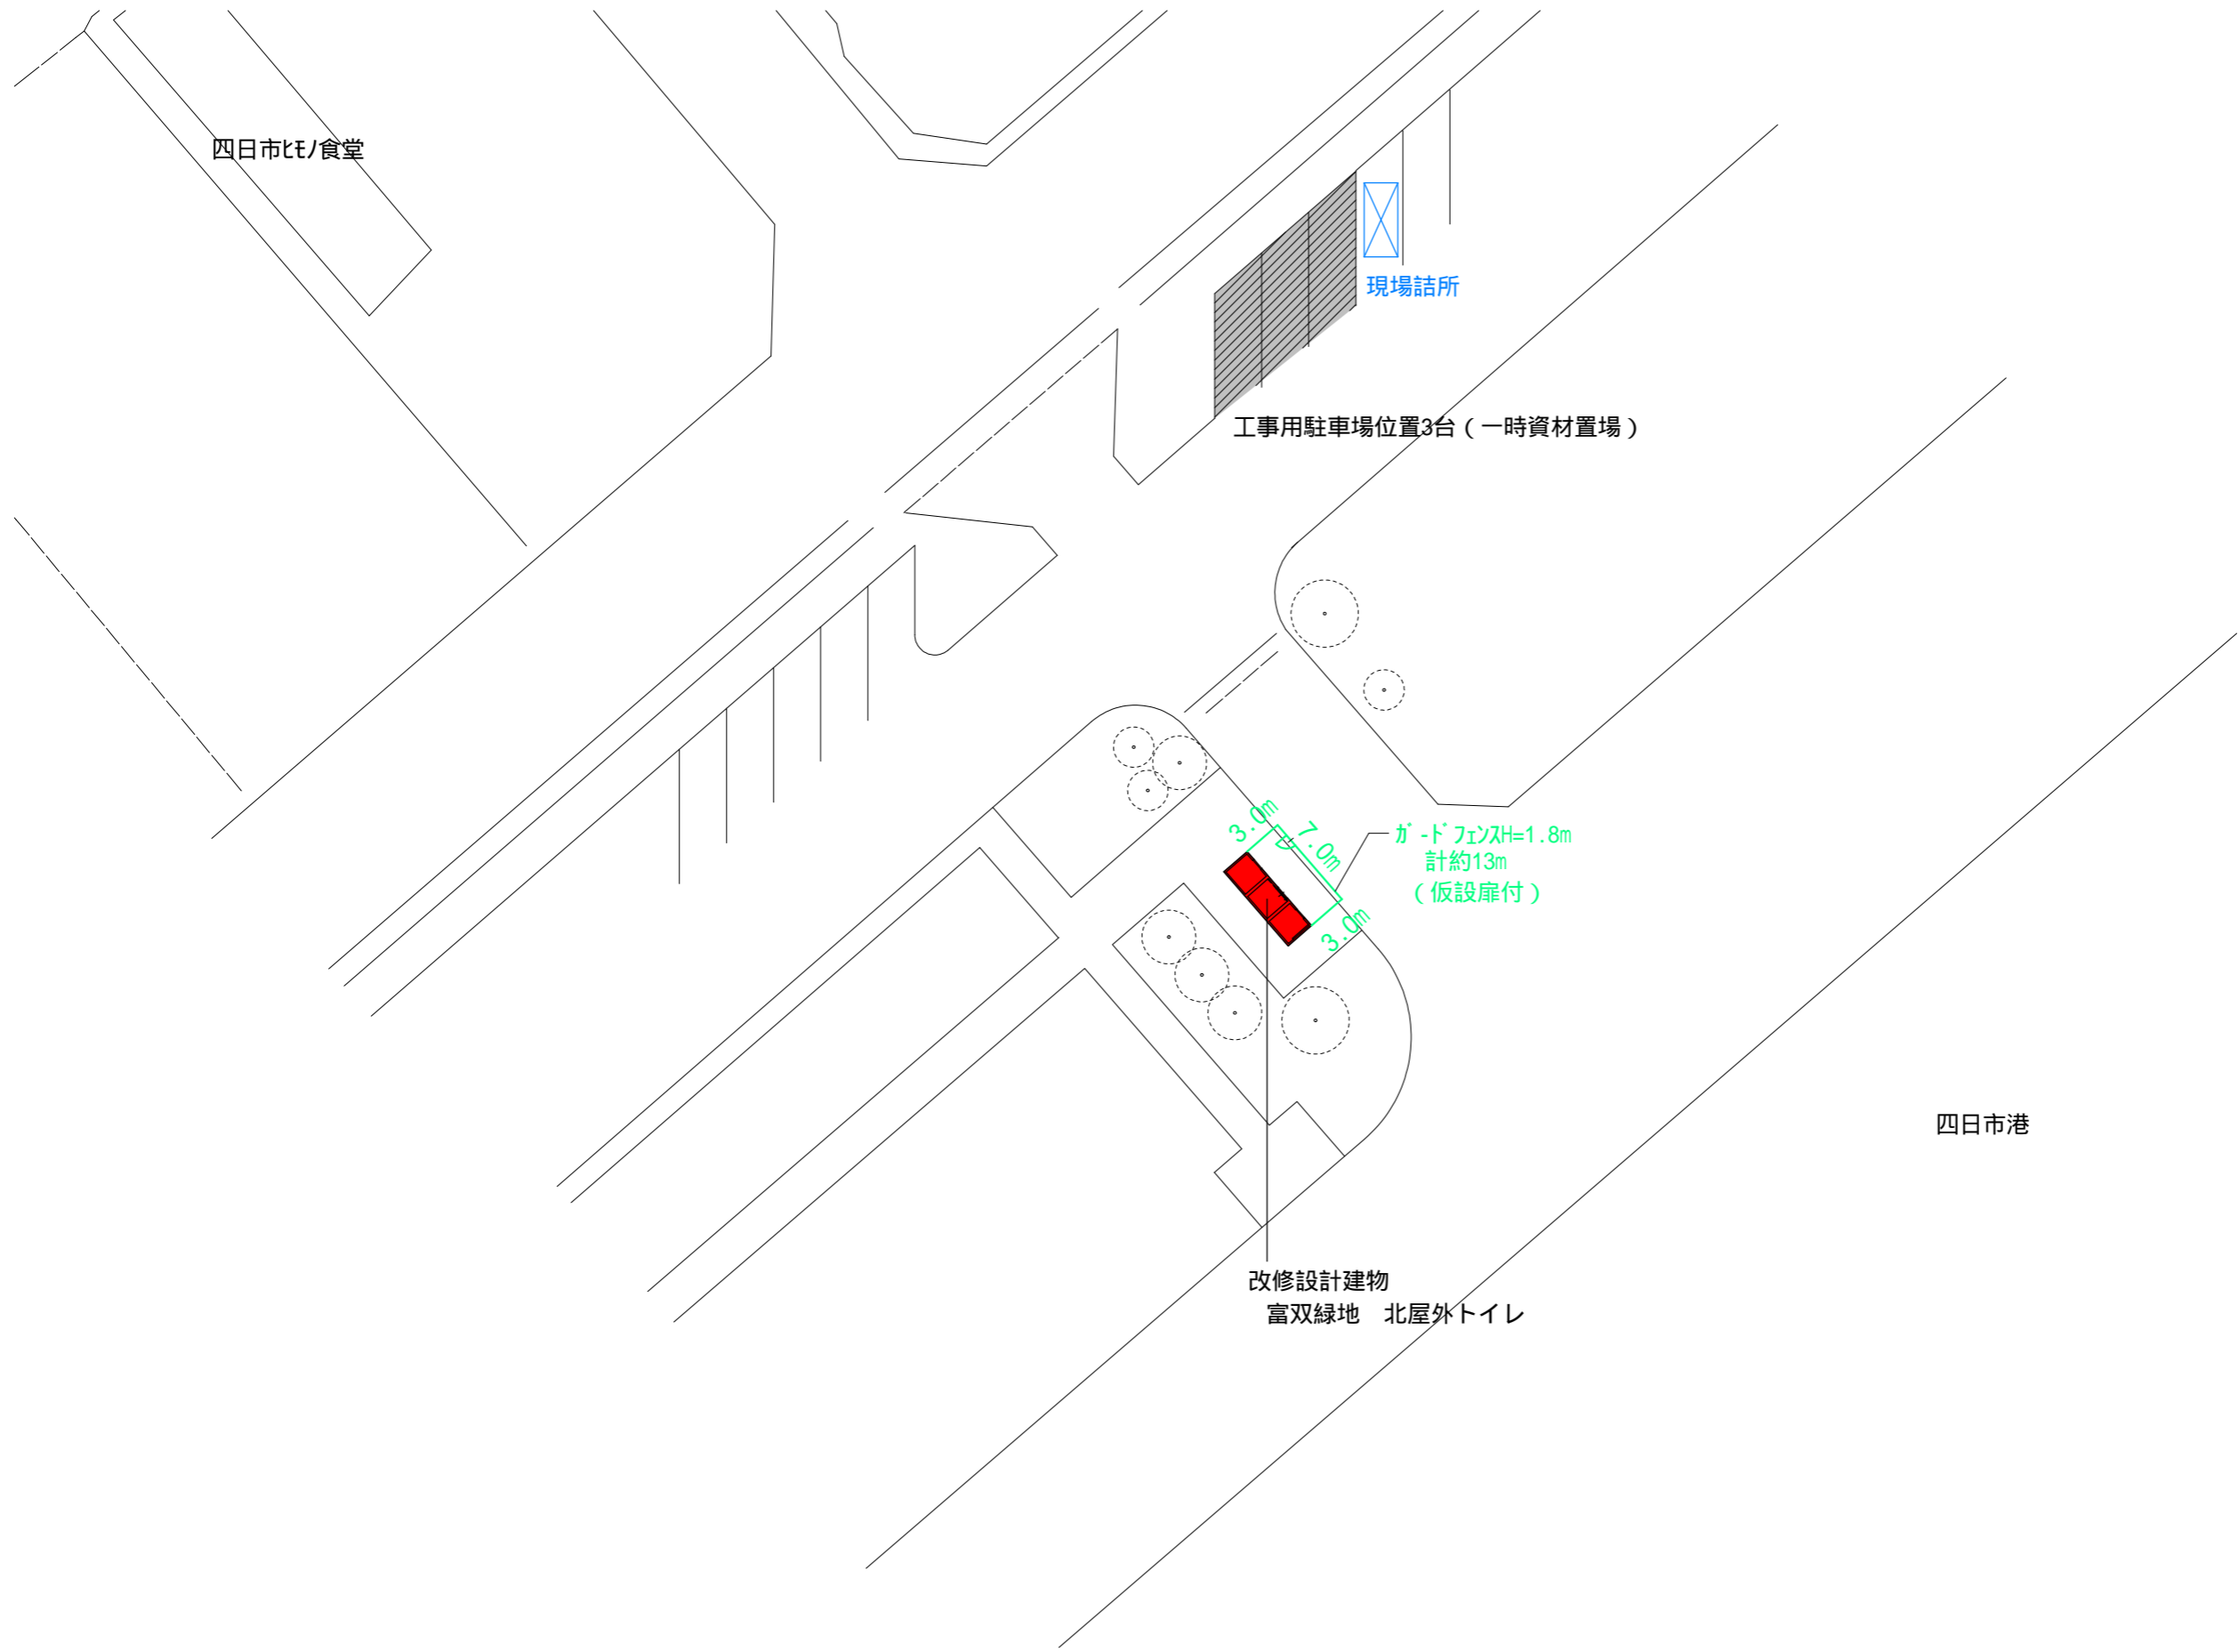 四日市ﾋﾓﾉ食堂
現場詰所
工事用駐車場位置3台（一時資材置場）
3.0m
7.0m
ｶﾞ-ﾄﾞﾌｪﾝｽH=1.8m
計約13m
（仮設扉付）
3.0m
四日市港
改修設計建物
富双緑地　北屋外トイレ